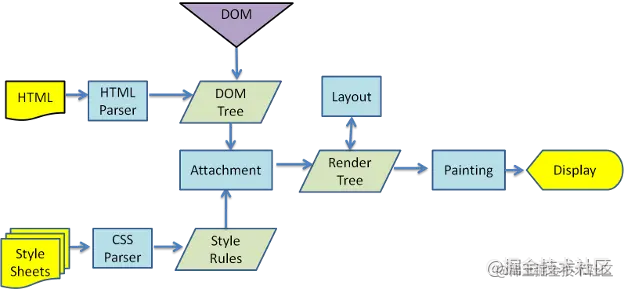 DOM
HTML
HTML
Parser
DOM
Tree
Layout
Attachment
Render
Tree
Painting
Display
Style
Sheets
CSS
Parser
Style
Rules
@掘金技术社区